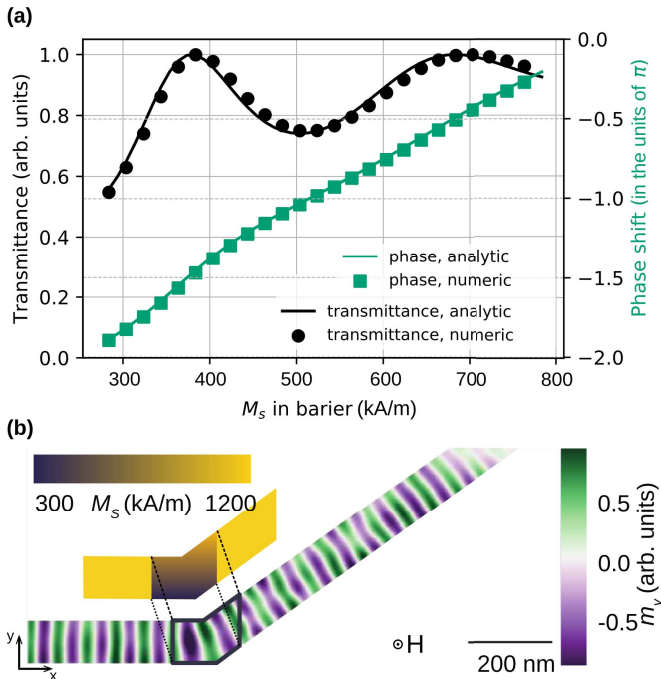 (a)
1.0
0.8
0.6
0.4
0.2
0.0
Transmittance (arb. units)
0.0
−0.5
−1.0
−1.5
−2.0
Phase shift (in the units of π)
phase, analytic
phase, numeric
transmittance, analytic
transmittance, numeric
300 400 500 600 700 800
Ms in barier (kA/m)
(b)
300 Ms (kA/m) 1200
0.5
0.0
-0.5
my (arb. units)
y
x
H
200 nm